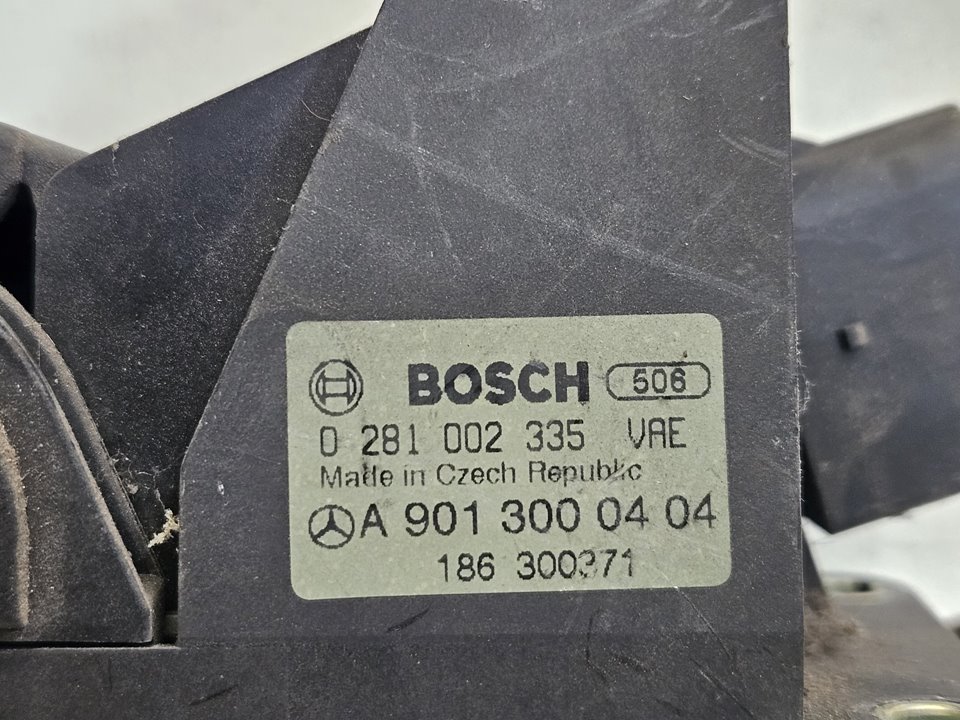 BOSCH 506
0 281 002 335 VAE
Made in Czech Republic
A 901 300 04 04
186 300371